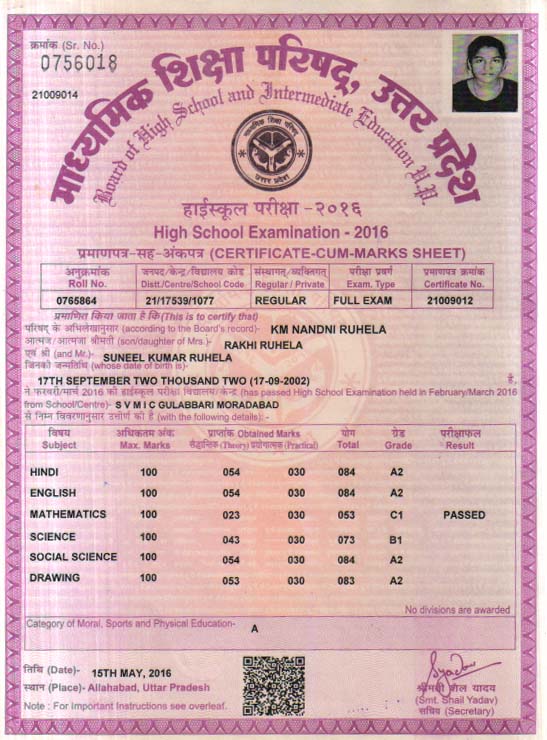 क्रमांक (Sr. No.)
0756018
21009014
माध्यमिक शिक्षा परिषद्, उत्तर प्रदेश
Board of High School and Intermediate Education U.P.
माध्यमिक शिक्षा परिषद्
उत्तर प्रदेश
हाईस्कूल परीक्षा -२०१६
High School Examination - 2016
प्रमाणपत्र-सह-अंकपत्र (CERTIFICATE-CUM-MARKS SHEET)
अनुक्रमांक जनपद/केन्द्र/विद्यालय कोड संस्थागत/व्यक्तिगत परीक्षा प्रवर्ग प्रमाणपत्र क्रमांक
Roll No. Distt./Centre/School Code Regular / Private Exam. Type Certificate No.
0765864 21/17539/1077 REGULAR FULL EXAM 21009012
प्रमाणित किया जाता है कि(This is to certify that)
परिषद् के अभिलेखानुसार (according to the Board's record)- KM NANDNI RUHELA
आत्मज/ आत्मजा श्रीमती (son/daughter of Mrs.)- RAKHI RUHELA
एवं श्री (and Mr.)- SUNEEL KUMAR RUHELA
जिनकी जन्मतिथि (whose date of birth is)-
17TH SEPTEMBER TWO THOUSAND TWO (17-09-2002) है,
ने फरवरी/मार्च 2016 की हाईस्कूल परीक्षा विद्यालय/केन्द्र (has passed High School Examination held in February/March 2016
from School/Centre)- S V M I C GULABBARI MORADABAD
से निम्न विवरणानुसार उत्तीर्ण की है (with the following details): -
विषय अधिकतम अंक प्राप्तांक Obtained Marks योग ग्रेड परीक्षाफल
Subject Max. Marks सैद्धान्तिक (Theory) प्रयोगात्मक (Practical) Total Grade Result
HINDI 100 054 030 084 A2
ENGLISH 100 054 030 084 A2
MATHEMATICS 100 023 030 053 C1 PASSED
SCIENCE 100 043 030 073 B1
SOCIAL SCIENCE 100 054 030 084 A2
DRAWING 100 053 030 083 A2
No divisions are awarded
Category of Moral, Sports and Physical Education- A
तिथि (Date)- 15TH MAY, 2016
स्थान (Place)- Allahabad, Uttar Pradesh
Note : For important Instructions see overleaf.
श्रीमती शैल यादव
(Smt. Shail Yadav)
सचिव (Secretary)